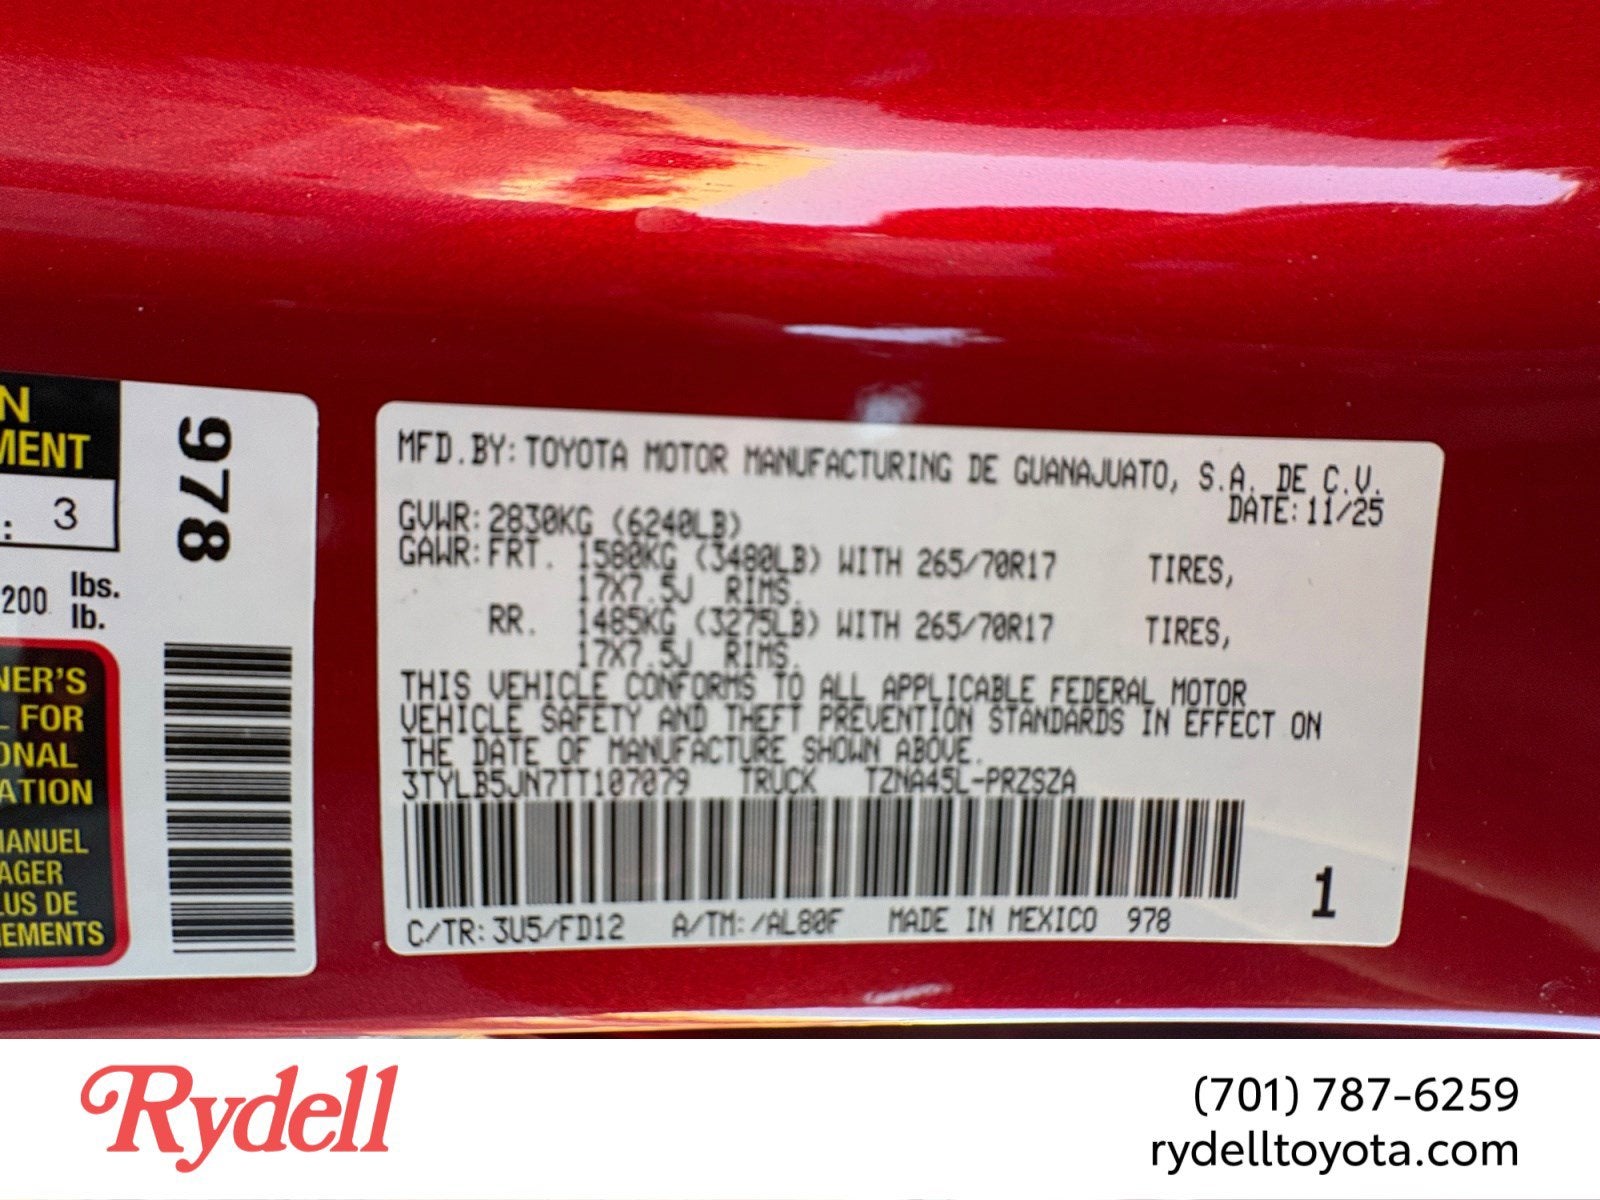 N
MENT
: 3
200 lbs.
lb.
NER'S
L FOR
ONAL
ATION
MANUEL
AGER
LUS DE
EMENTS
978
MFD.BY: TOYOTA MOTOR MANUFACTURING DE GUANAJUATO, S.A. DE C.V.
DATE: 11/25
GVWR: 2830KG (6240LB)
GAWR: FRT. 1580KG (3480LB) WITH 265/70R17 TIRES,
17X7.5J RIMS.
RR. 1485KG (3275LB) WITH 265/70R17 TIRES,
17X7.5J RIMS.
THIS VEHICLE CONFORMS TO ALL APPLICABLE FEDERAL MOTOR
VEHICLE SAFETY AND THEFT PREVENTION STANDARDS IN EFFECT ON
THE DATE OF MANUFACTURE SHOWN ABOVE.
3TYLB5JN7TT107079 TRUCK TZNA45L-PRZSZA
1
C/TR: 3U5/FD12 A/TM: /AL80F MADE IN MEXICO 978
Rydell
(701) 787-6259
rydelltoyota.com